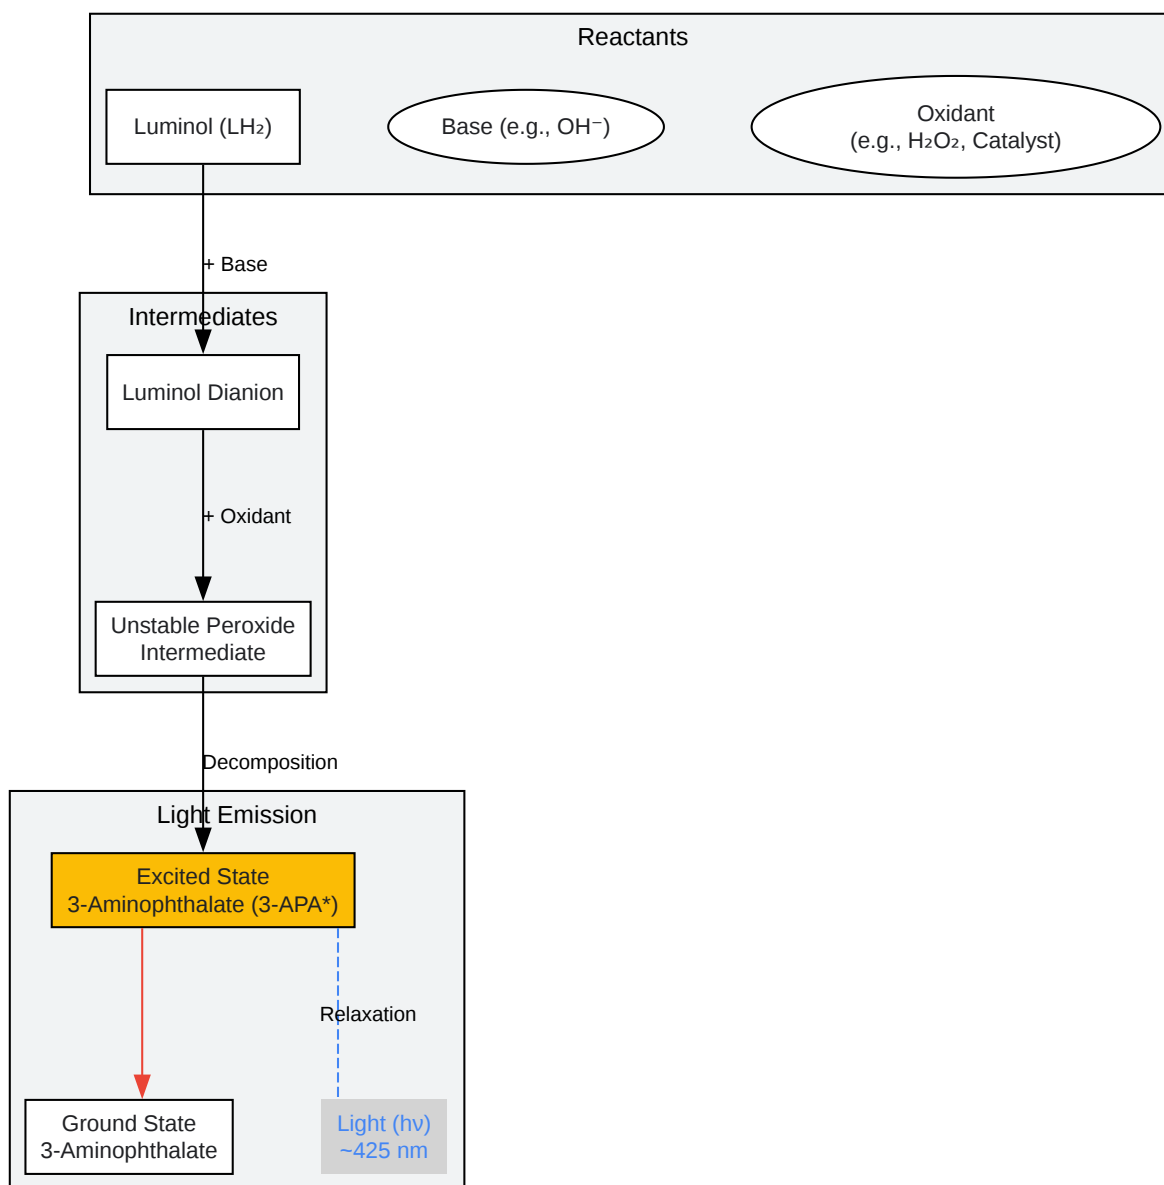 Reactants
Luminol (LH₂)
Base (e.g., OH⁻)
Oxidant
(e.g., H₂O₂, Catalyst)
+ Base
Intermediates
Luminol Dianion
+ Oxidant
Unstable Peroxide
Intermediate
Decomposition
Light Emission
Excited State
3-Aminophthalate (3-APA*)
Relaxation
Ground State
3-Aminophthalate
Light (hν)
~425 nm